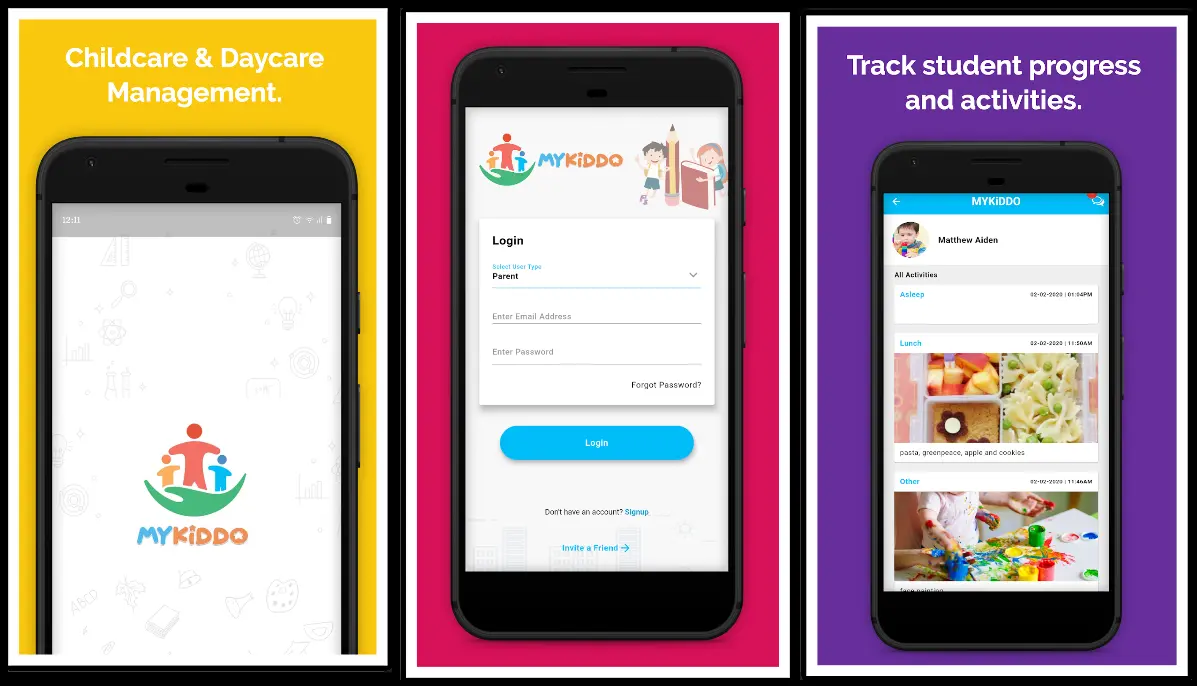 Childcare & Daycare
Management.
12:11
ABCD
MYKiDDO
MYKiDDO
Login
Select User Type
Parent
Enter Email Address
Enter Password
Forgot Password?
Login
Don't have an account? Signup
Invite a Friend →
Track student progress
and activities.
MYKiDDO
Matthew Aiden
All Activities
Asleep 02-02-2020 | 01:04PM
Lunch 02-02-2020 | 11:50AM
pasta, greenpeace, apple and cookies
Other 02-02-2020 | 11:46AM
face painting